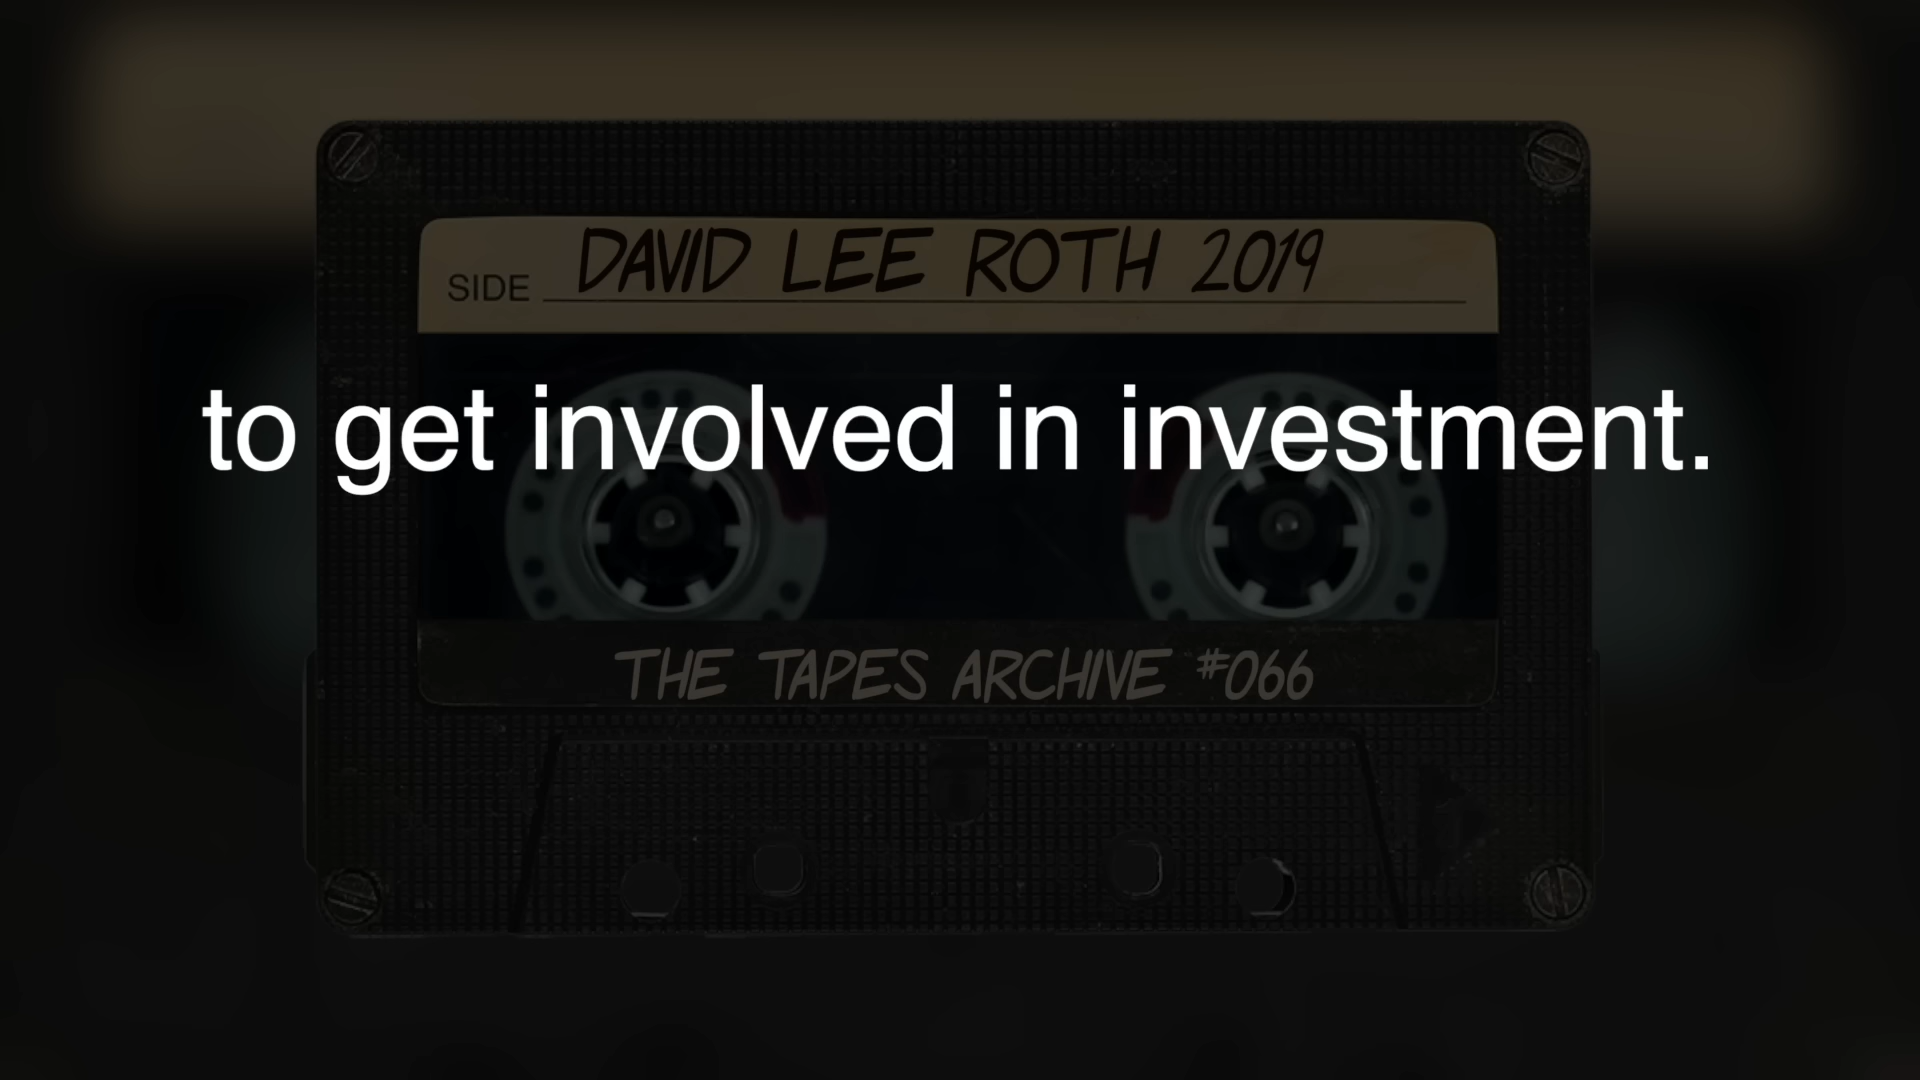 SIDE DAVID LEE ROTH 2019
to get involved in investment.
THE TAPES ARCHIVE #066